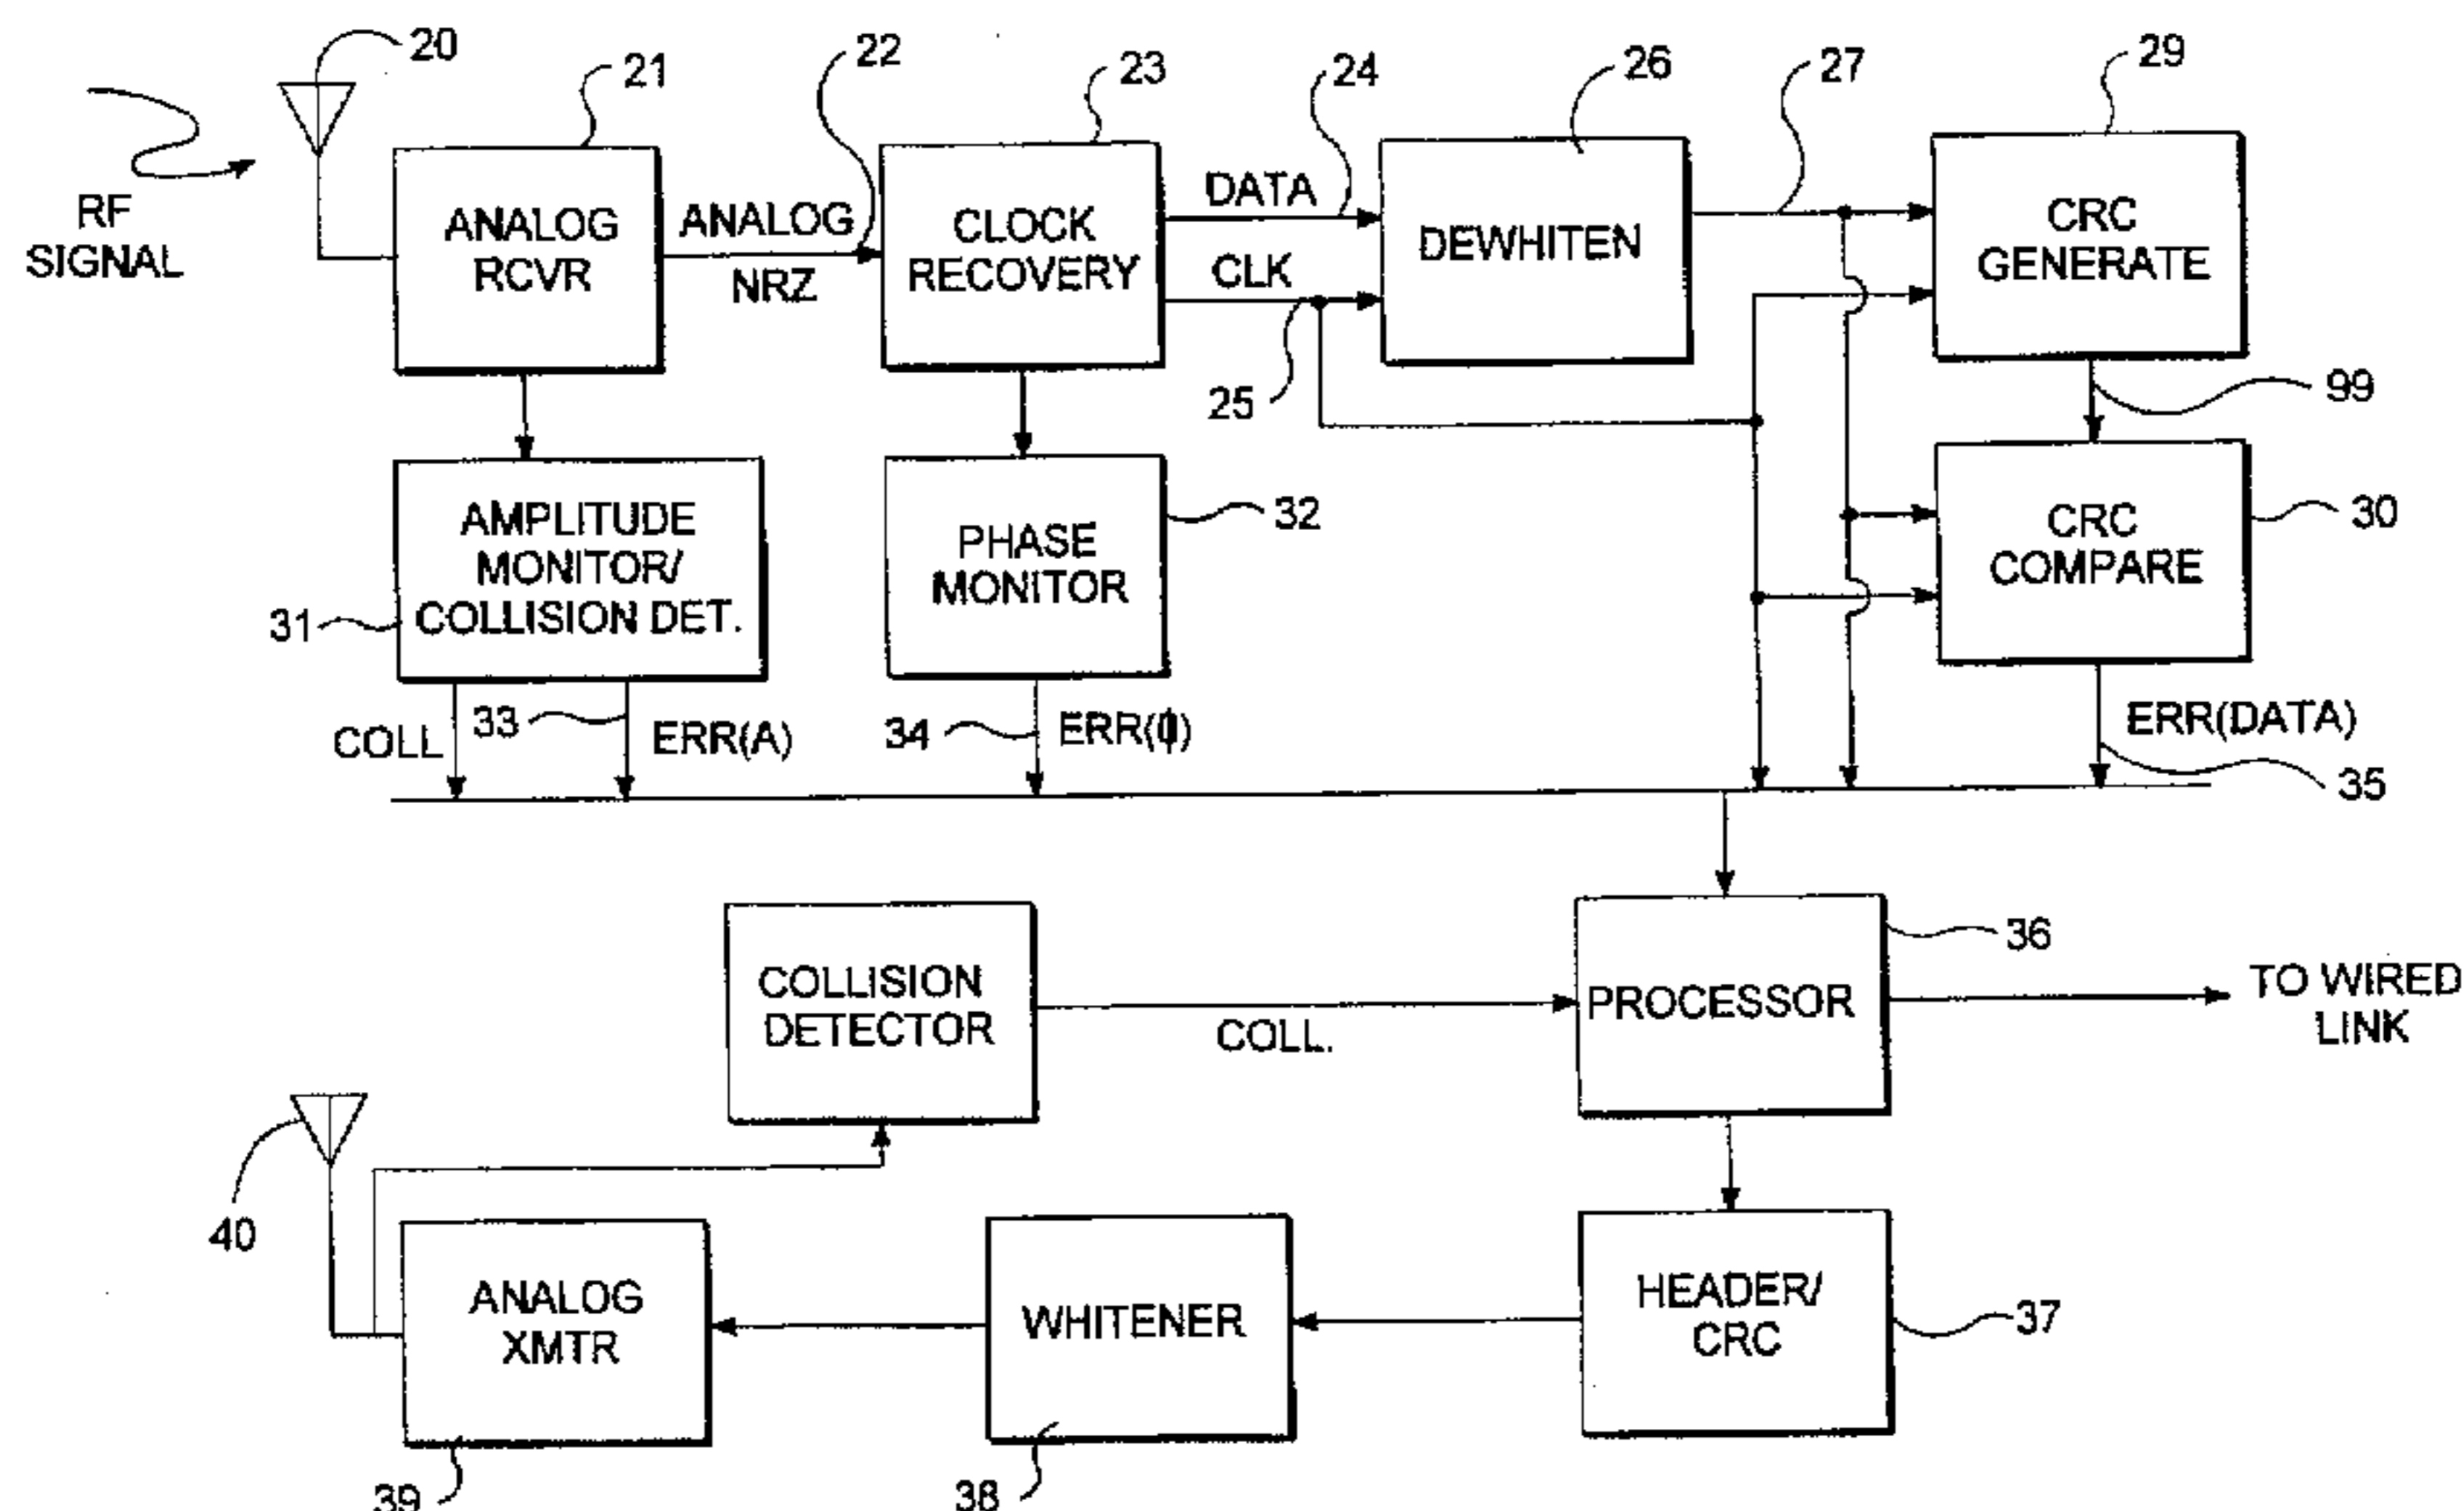 20
21
22
23
24
26
27
29
RF
SIGNAL
ANALOG
RCVR
ANALOG
NRZ
CLOCK
RECOVERY
DATA
CLK
25
DEWHITEN
CRC
GENERATE
99
AMPLITUDE
MONITOR/
COLLISION DET.
31
PHASE
MONITOR
32
CRC
COMPARE
30
COLL
33
ERR(A)
34
ERR(ϕ)
ERR(DATA)
35
COLLISION
DETECTOR
COLL.
PROCESSOR
36
TO WIRED
LINK
40
ANALOG
XMTR
39
WHITENER
38
HEADER/
CRC
37